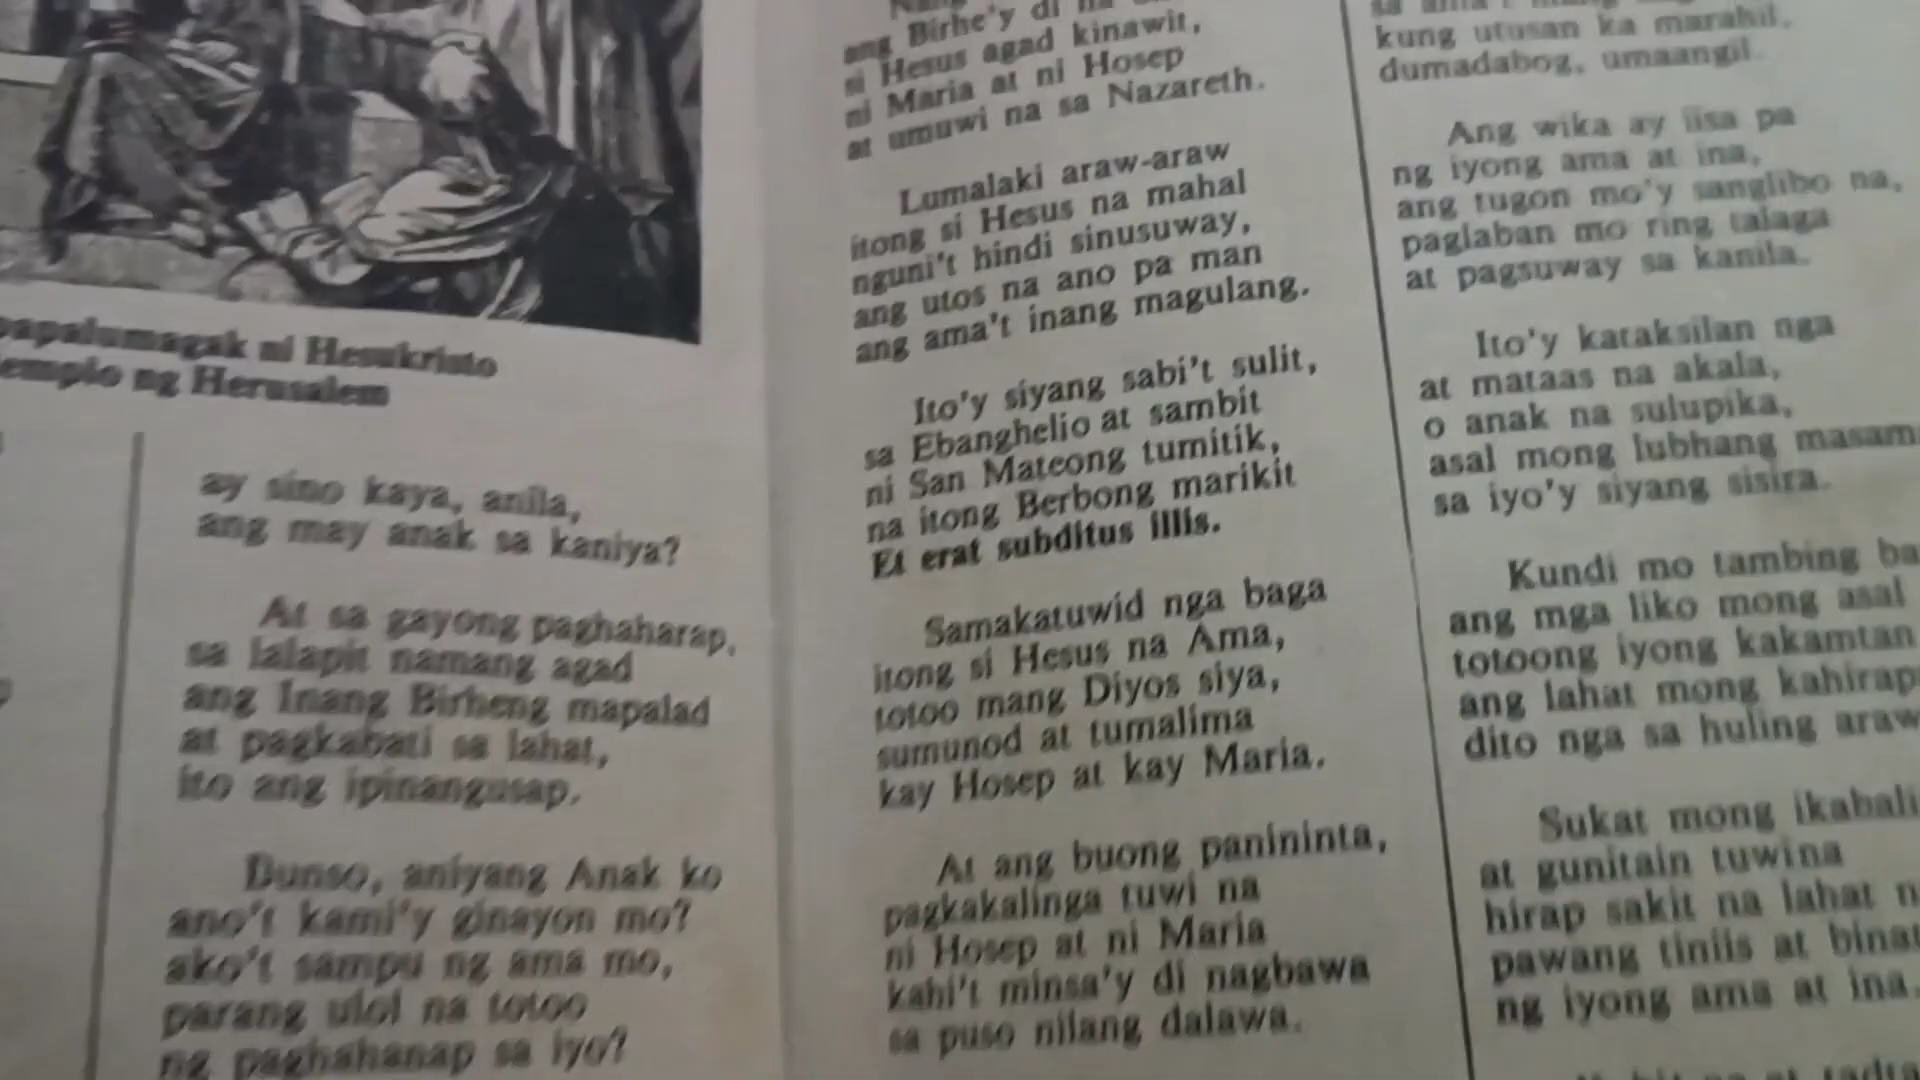 papalumagak ni Hesukristo
templo ng Herusalem
ay sino kaya, anila,
ang may anak sa kaniya?
At sa gayong paghaharap,
sa lalapit namang agad
ang Inang Birheng mapalad
at pagkabati sa lahat,
ito ang ipinangusap.
Bunso, aniyang Anak ko
ano't kami'y ginayon mo?
ako't sampu ng ama mo,
parang ulol na totoo
ng paghahanap sa iyo?
Nang
ang Birhe'y di na
si Hesus agad kinawit,
ni Maria at ni Hosep
at umuwi na sa Nazareth.
Lumalaki araw-araw
itong si Hesus na mahal
nguni't hindi sinusuway,
ang utos na ano pa man
ang ama't inang magulang.
Ito'y siyang sabi't sulit,
sa Ebanghelio at sambit
ni San Mateong tumitik,
na itong Berbong marikit
Et erat subditus illis.
Samakatuwid nga baga
itong si Hesus na Ama,
totoo mang Diyos siya,
sumunod at tumalima
kay Hosep at kay Maria.
At ang buong panininta,
pagkakalinga tuwi na
ni Hosep at ni Maria
kahi't minsa'y di nagbawa
sa puso nilang dalawa.
kung utusan ka marahil,
dumadabog, umaangil.
Ang wika ay iisa pa
ng iyong ama at ina,
ang tugon mo'y sanglibo na,
paglaban mo ring talaga
at pagsuway sa kanila.
Ito'y kataksilan nga
at mataas na akala,
o anak na sulupika,
asal mong lubhang masam
sa iyo'y siyang sisira.
Kundi mo tambing ba
ang mga liko mong asal
totoong iyong kakamtan
ang lahat mong kahirap
dito nga sa huling araw
Sukat mong ikabali
at gunitain tuwina
hirap sakit na lahat n
pawang tiniis at binat
ng iyong ama at ina.